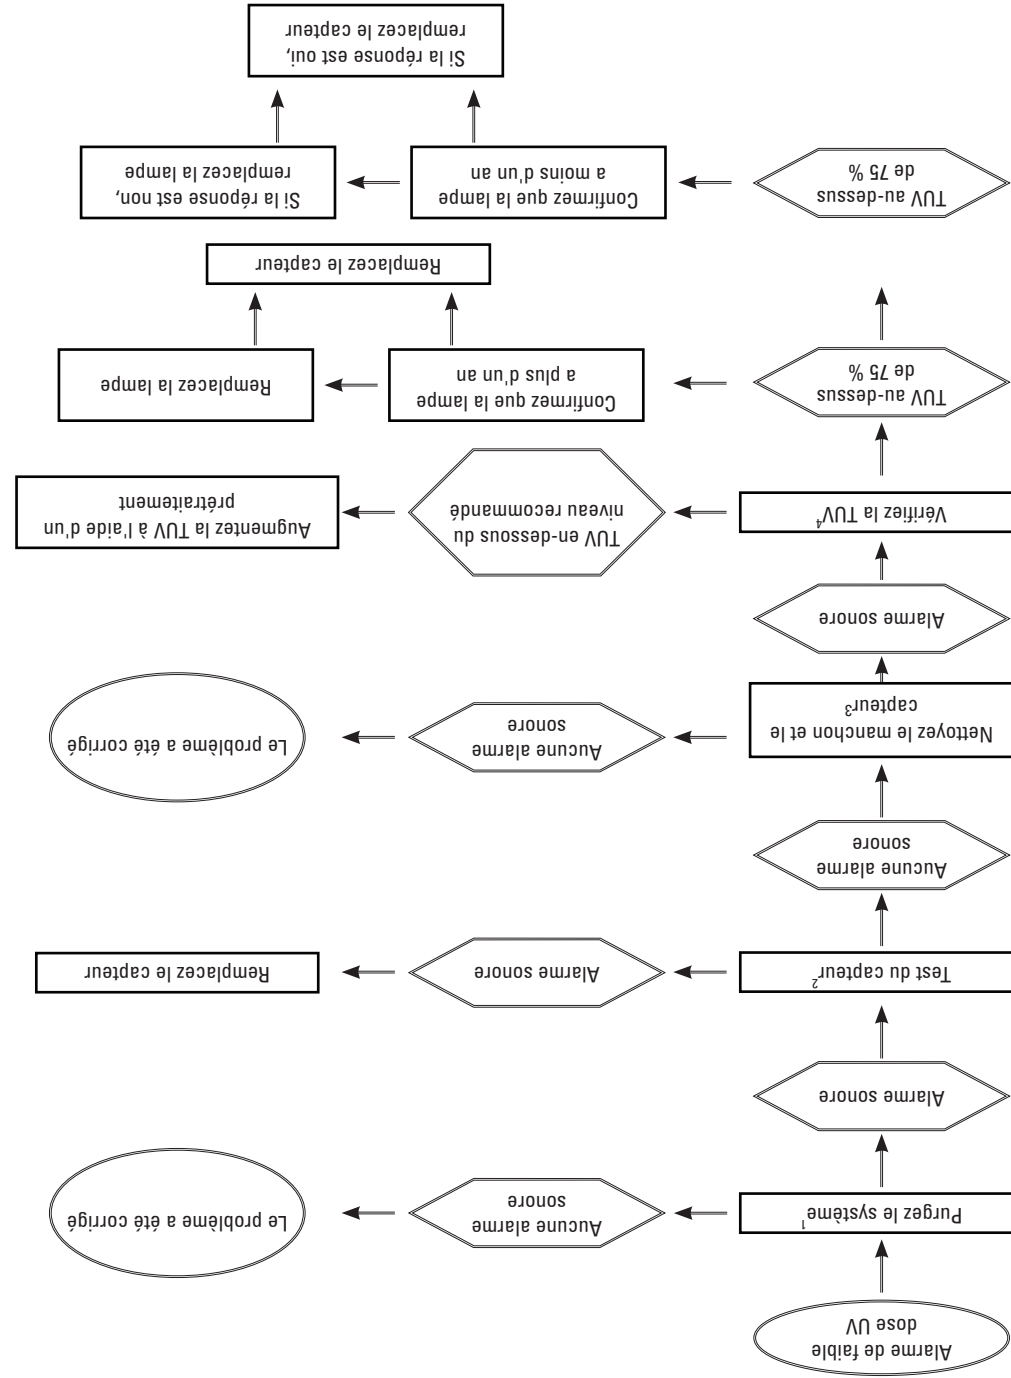 Alarme de faible
dose UV
Purgez le système¹
Aucune alarme
sonore
Le problème a été corrigé
Alarme sonore
Test du capteur²
Alarme sonore
Remplacez le capteur
Aucune alarme
sonore
Nettoyez le manchon et le
capteur³
Aucune alarme
sonore
Le problème a été corrigé
Alarme sonore
Vérifiez la TUV⁴
TUV en-dessous du
niveau recommandé
Augmentez la TUV à l'aide d'un
prétraitement
TUV au-dessus
de 75 %
Confirmez que la lampe
a plus d'un an
Remplacez la lampe
Remplacez le capteur
TUV au-dessus
de 75 %
Confirmez que la lampe
a moins d'un an
Si la réponse est non,
remplacez la lampe
Si la réponse est oui,
remplacez le capteur